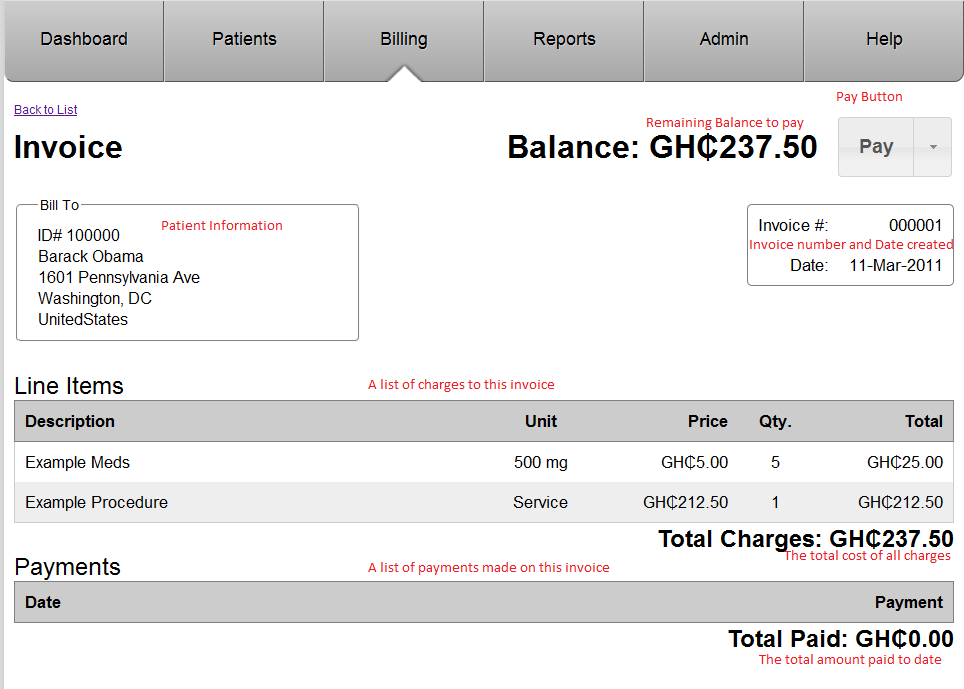 Dashboard Patients Billing Reports Admin Help
Back to List
Pay Button
Remaining Balance to pay
Invoice Balance: GH₵237.50 Pay
Bill To
ID# 100000 Patient Information
Barack Obama
1601 Pennsylvania Ave
Washington, DC
UnitedStates
Invoice #: 000001
Invoice number and Date created
Date: 11-Mar-2011
Line Items A list of charges to this invoice
Description Unit Price Qty. Total
Example Meds 500 mg GH₵5.00 5 GH₵25.00
Example Procedure Service GH₵212.50 1 GH₵212.50
Total Charges: GH₵237.50
The total cost of all charges
Payments A list of payments made on this invoice
Date Payment
Total Paid: GH₵0.00
The total amount paid to date